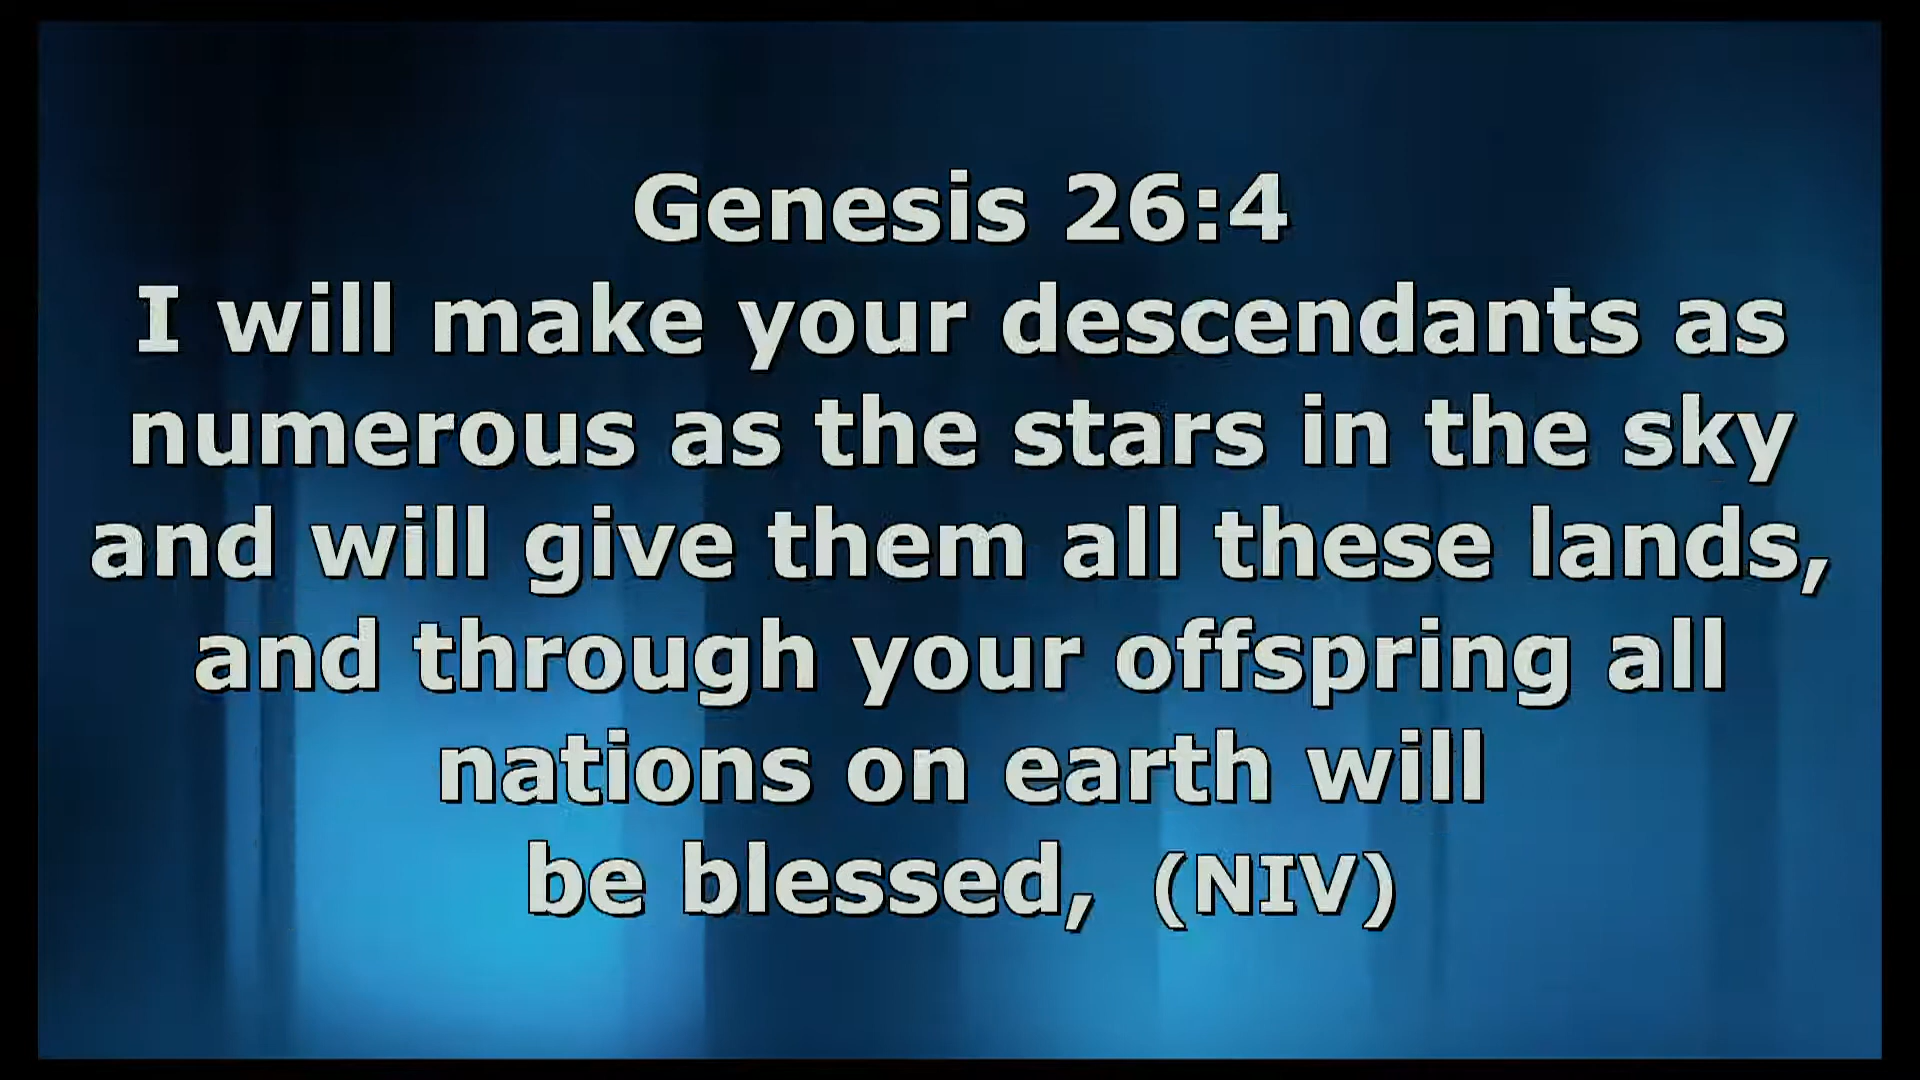 Genesis 26:4
I will make your descendants as
numerous as the stars in the sky
and will give them all these lands,
and through your offspring all
nations on earth will
be blessed, (NIV)